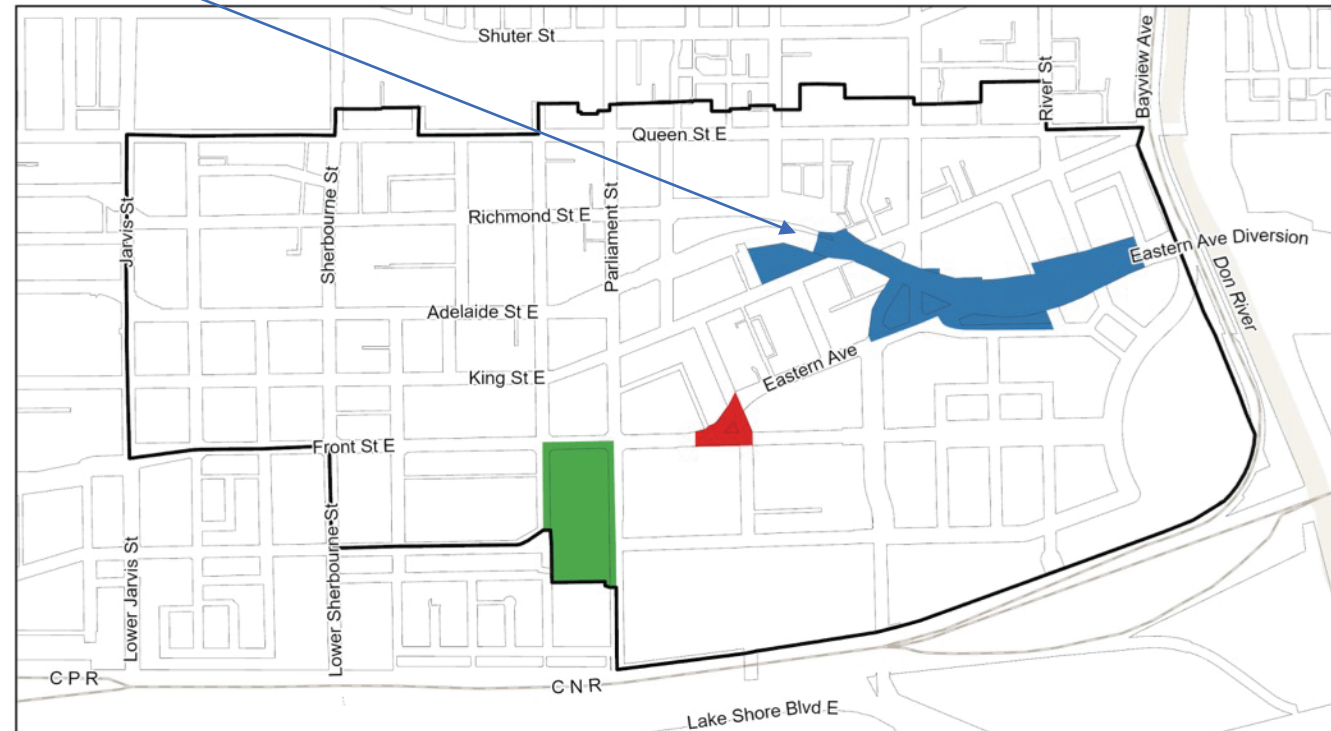 Shuter St
Bayview Ave
River St
Queen St E
Sherbourne St
Jarvis St
Richmond St E
Parliament St
Eastern Ave Diversion
Don River
Adelaide St E
Eastern Ave
King St E
Front St E
Lower Jarvis St
Lower Sherbourne St
C P R
C N R
Lake Shore Blvd E